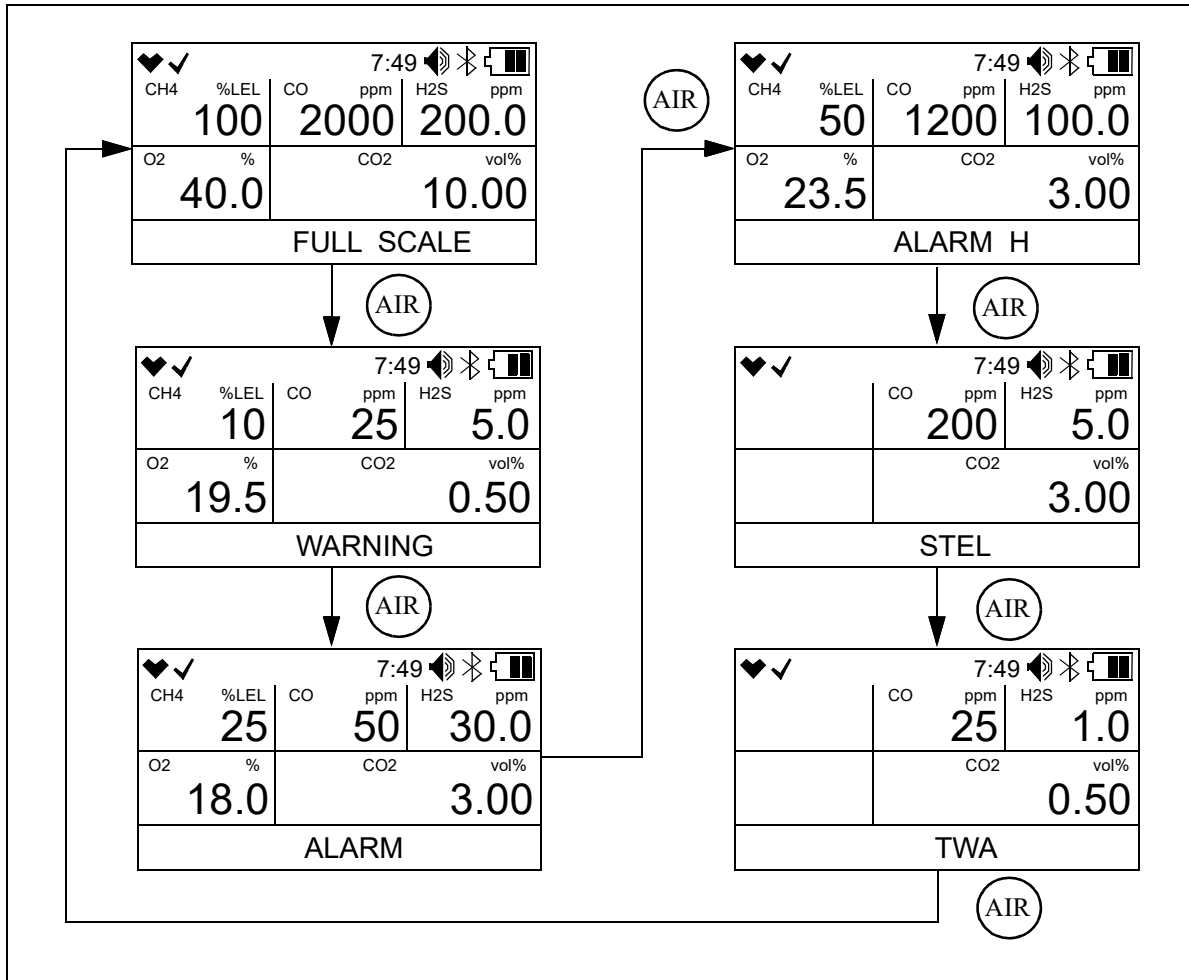 7:49
CH4 %LEL CO ppm H2S ppm
100 2000 200.0
O2 % CO2 vol%
40.0 10.00
FULL SCALE
AIR
7:49
CH4 %LEL CO ppm H2S ppm
10 25 5.0
O2 % CO2 vol%
19.5 0.50
WARNING
AIR
7:49
CH4 %LEL CO ppm H2S ppm
25 50 30.0
O2 % CO2 vol%
18.0 3.00
ALARM
AIR
7:49
CH4 %LEL CO ppm H2S ppm
50 1200 100.0
O2 % CO2 vol%
23.5 3.00
ALARM H
AIR
7:49
CO ppm H2S ppm
200 5.0
CO2 vol%
3.00
STEL
AIR
7:49
CO ppm H2S ppm
25 1.0
CO2 vol%
0.50
TWA
AIR